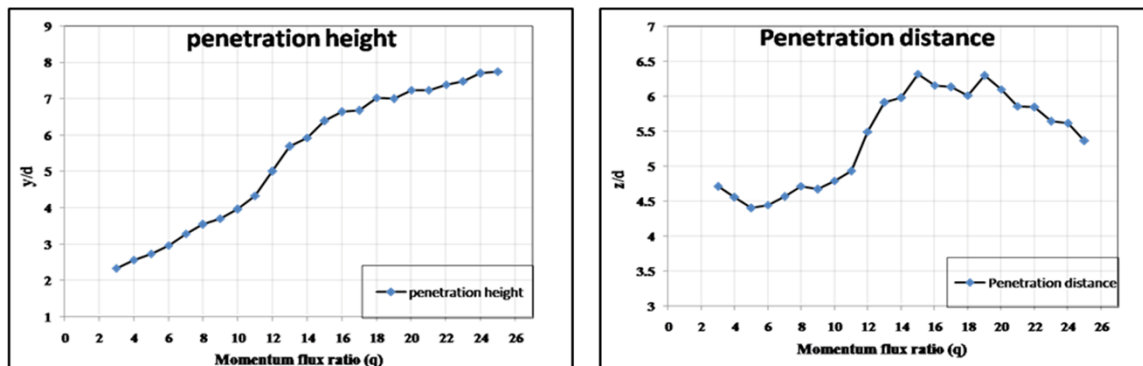 penetration height
9
8
7
6
5
4
3
2
1
y/d
0 2 4 6 8 10 12 14 16 18 20 22 24 26
Momentum flux ratio (q)
penetration height
Penetration distance
7
6.5
6
5.5
5
4.5
4
3.5
3
z/d
0 2 4 6 8 10 12 14 16 18 20 22 24 26
Momentum flux ratio (q)
Penetration distance